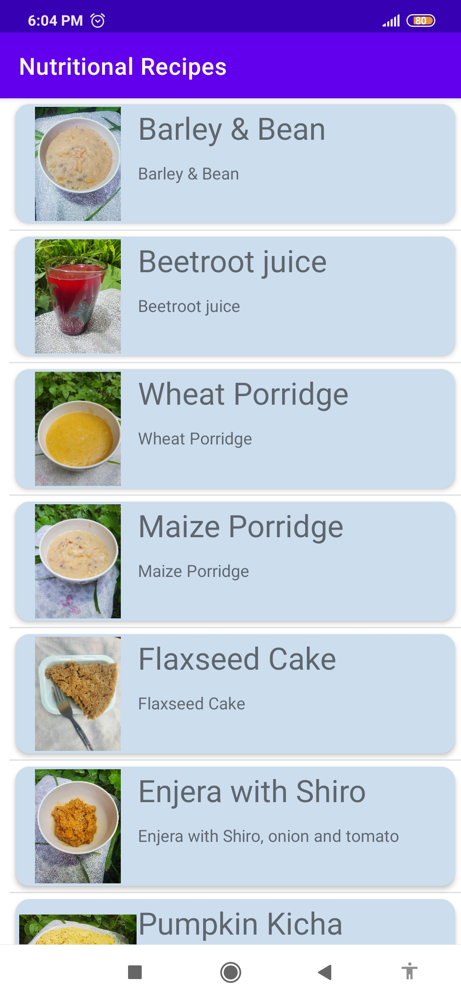 6:04 PM
80
Nutritional Recipes
Barley & Bean
Barley & Bean
Beetroot juice
Beetroot juice
Wheat Porridge
Wheat Porridge
Maize Porridge
Maize Porridge
Flaxseed Cake
Flaxseed Cake
Enjera with Shiro
Enjera with Shiro, onion and tomato
Pumpkin Kicha